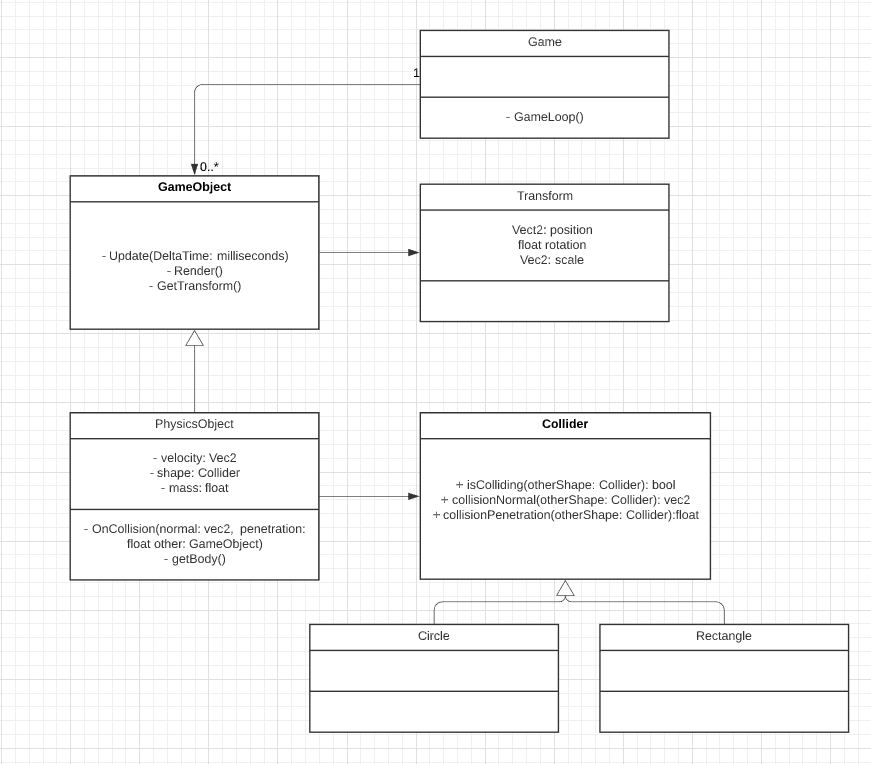 Game
1
- GameLoop()
0..*
GameObject
- Update(DeltaTime: milliseconds)
- Render()
- GetTransform()
Transform
Vect2: position
float rotation
Vec2: scale
PhysicsObject
- velocity: Vec2
- shape: Collider
- mass: float
- OnCollision(normal: vec2, penetration:
float other: GameObject)
- getBody()
Collider
+ isColliding(otherShape: Collider): bool
+ collisionNormal(otherShape: Collider): vec2
+ collisionPenetration(otherShape: Collider):float
Circle
Rectangle